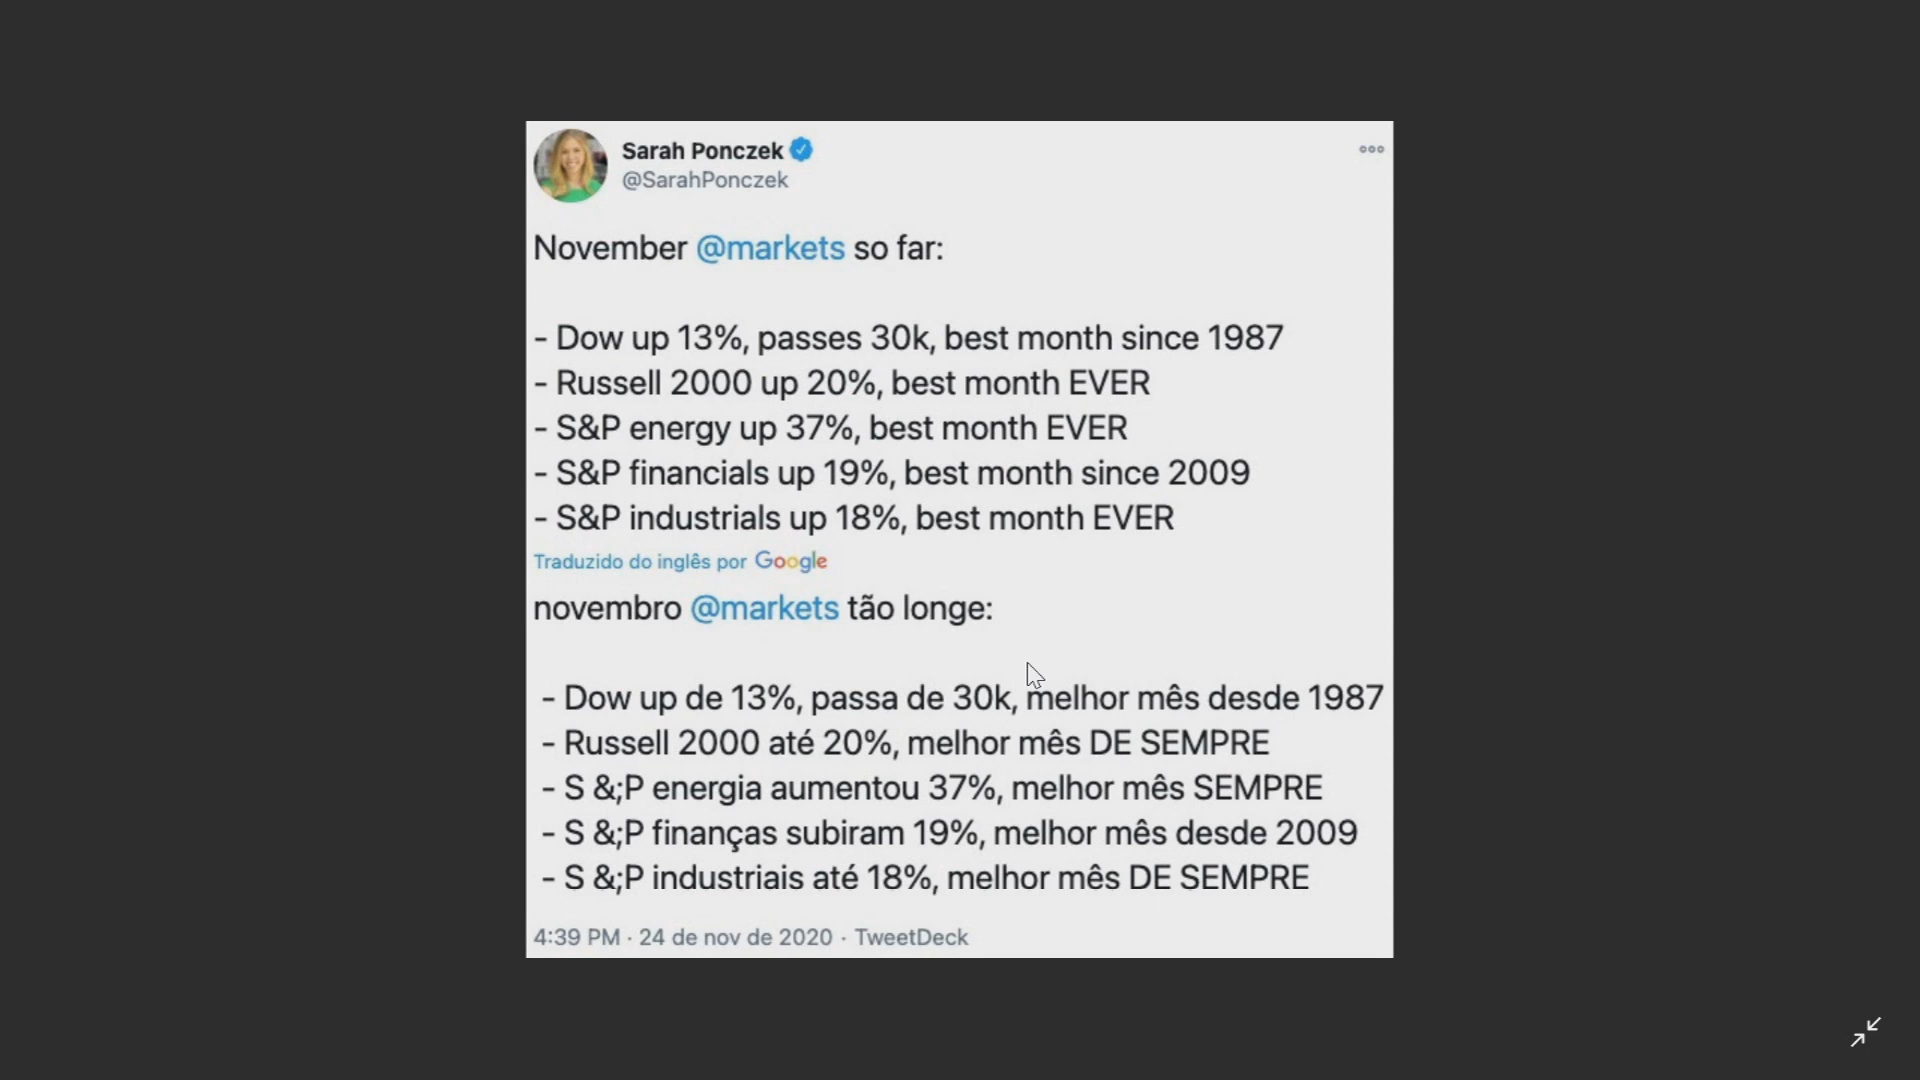 Sarah Ponczek
@SarahPonczek
November @markets so far:
- Dow up 13%, passes 30k, best month since 1987
- Russell 2000 up 20%, best month EVER
- S&P energy up 37%, best month EVER
- S&P financials up 19%, best month since 2009
- S&P industrials up 18%, best month EVER
Traduzido do inglês por Google
novembro @markets tão longe:
- Dow up de 13%, passa de 30k, melhor mês desde 1987
- Russell 2000 até 20%, melhor mês DE SEMPRE
- S &;P energia aumentou 37%, melhor mês SEMPRE
- S &;P finanças subiram 19%, melhor mês desde 2009
- S &;P industriais até 18%, melhor mês DE SEMPRE
4:39 PM · 24 de nov de 2020 · TweetDeck